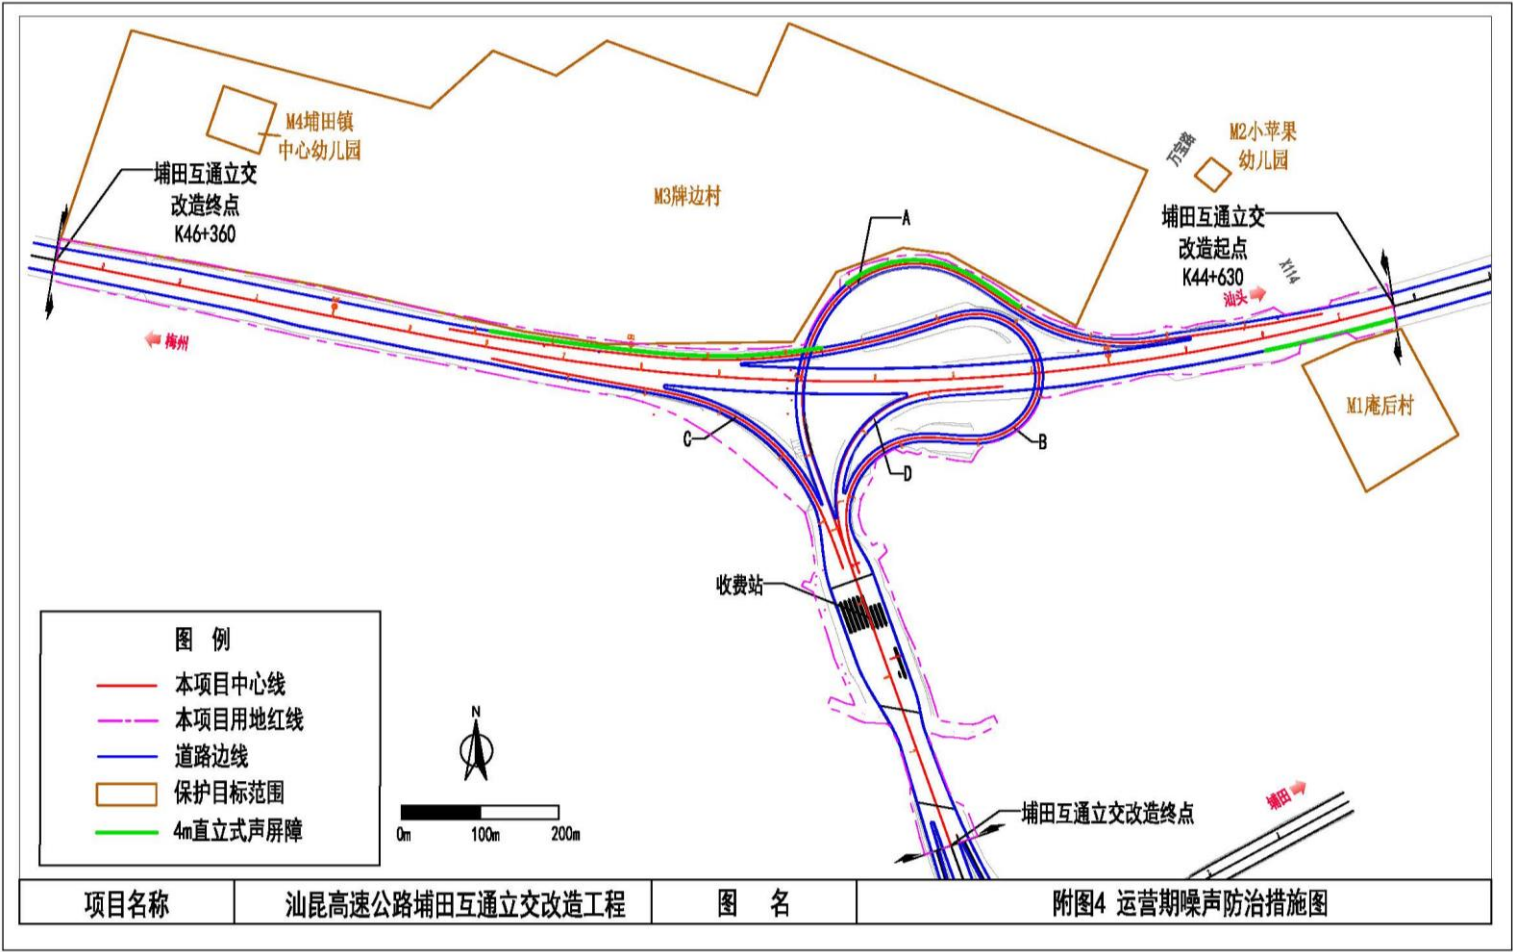 M4埔田镇
中心幼儿园
M2小苹果
幼儿园
万宝路
埔田互通立交
改造终点
K46+360
M3牌边村
A
埔田互通立交
改造起点
K44+630
X114
汕头
梅州
M1庵后村
C
B
D
收费站
图 例
本项目中心线
本项目用地红线
道路边线
保护目标范围
4m直立式声屏障
N
0m 100m 200m
埔田
埔田互通立交改造终点
项目名称 汕昆高速公路埔田互通立交改造工程 图 名 附图4 运营期噪声防治措施图